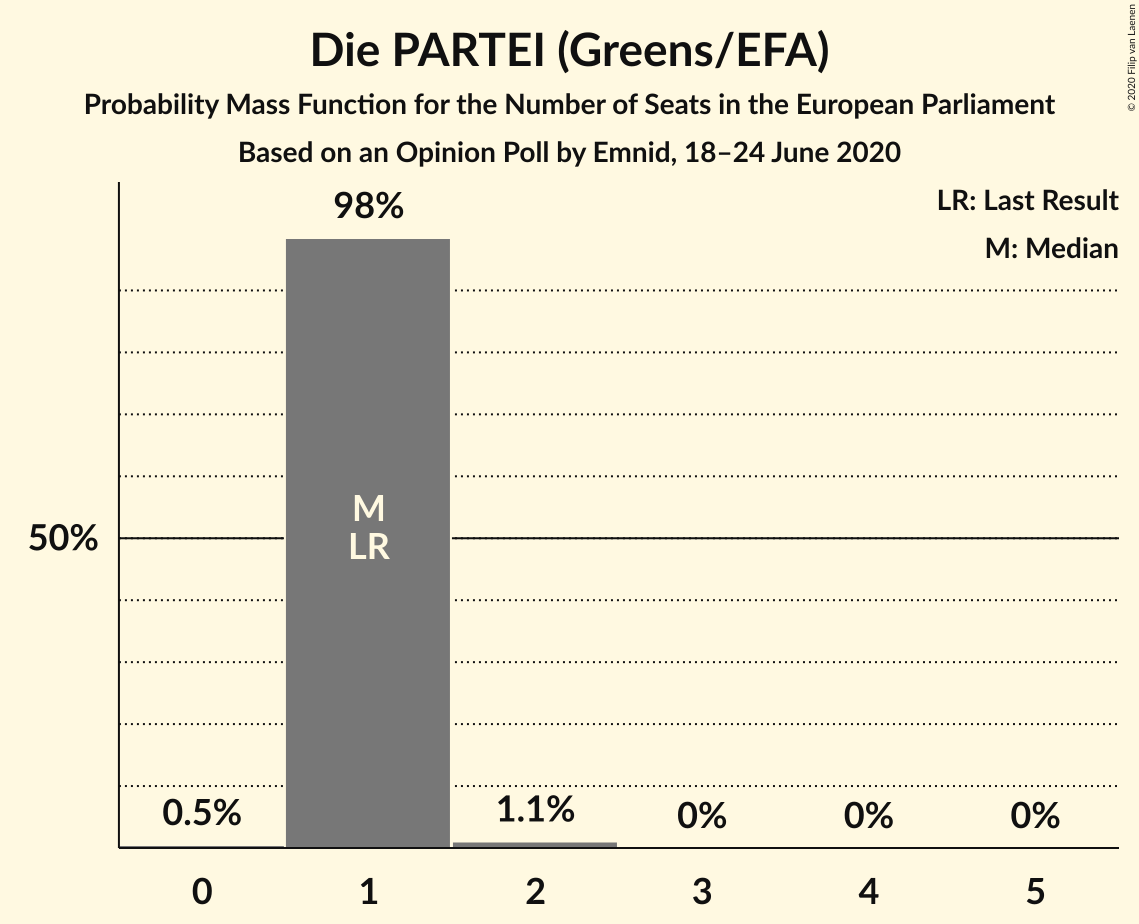 Die PARTEI (Greens/EFA)
Probability Mass Function for the Number of Seats in the European Parliament
Based on an Opinion Poll by Emnid, 18–24 June 2020
© 2020 Filip van Laenen
LR: Last Result
M: Median
98%
50%
M
LR
0.5%
1.1%
0%
0%
0%
0
1
2
3
4
5